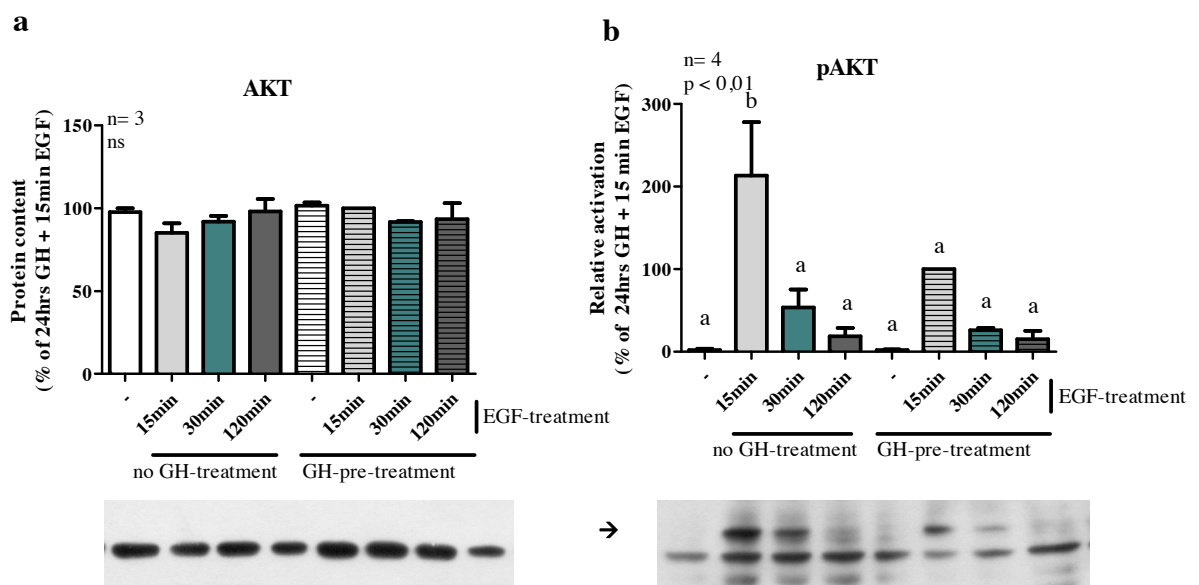 a
AKT
n= 3
ns
Protein content
(% of 24hrs GH + 15min EGF)
150
100
50
0
-
15min
30min
120min
-
15min
30min
120min
EGF-treatment
no GH-treatment
GH-pre-treatment
b
pAKT
n= 4
p < 0,01
Relative activation
(% of 24hrs GH + 15 min EGF)
300
200
100
0
a
b
a
a
a
a
a
a
-
15min
30min
120min
-
15min
30min
120min
EGF-treatment
no GH-treatment
GH-pre-treatment
→